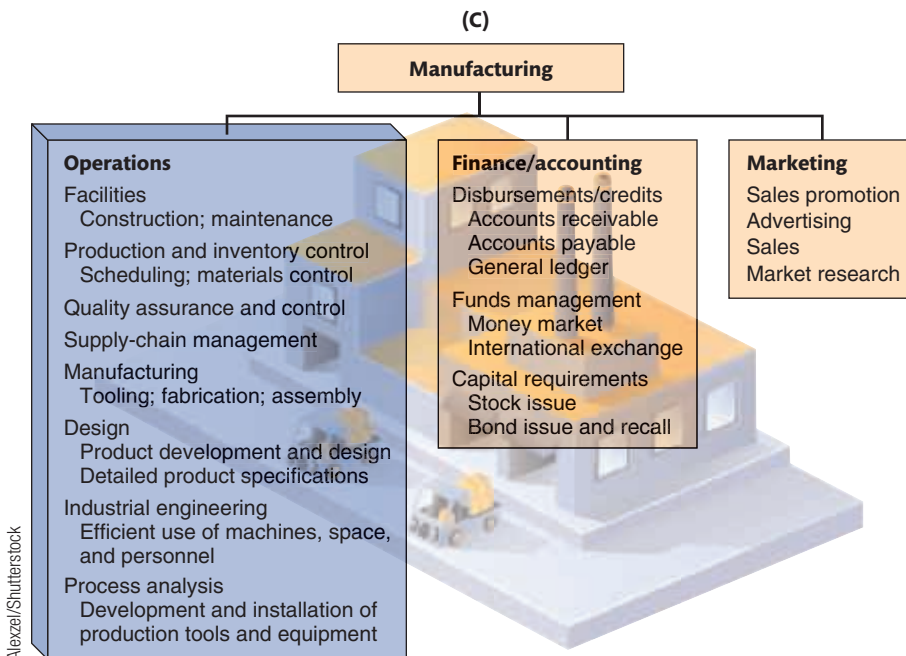 (C)
Manufacturing
Operations
Facilities
Construction; maintenance
Production and inventory control
Scheduling; materials control
Quality assurance and control
Supply-chain management
Manufacturing
Tooling; fabrication; assembly
Design
Product development and design
Detailed product specifications
Industrial engineering
Efficient use of machines, space,
and personnel
Process analysis
Development and installation of
production tools and equipment
Finance/accounting
Disbursements/credits
Accounts receivable
Accounts payable
General ledger
Funds management
Money market
International exchange
Capital requirements
Stock issue
Bond issue and recall
Marketing
Sales promotion
Advertising
Sales
Market research
Alexzel/Shutterstock